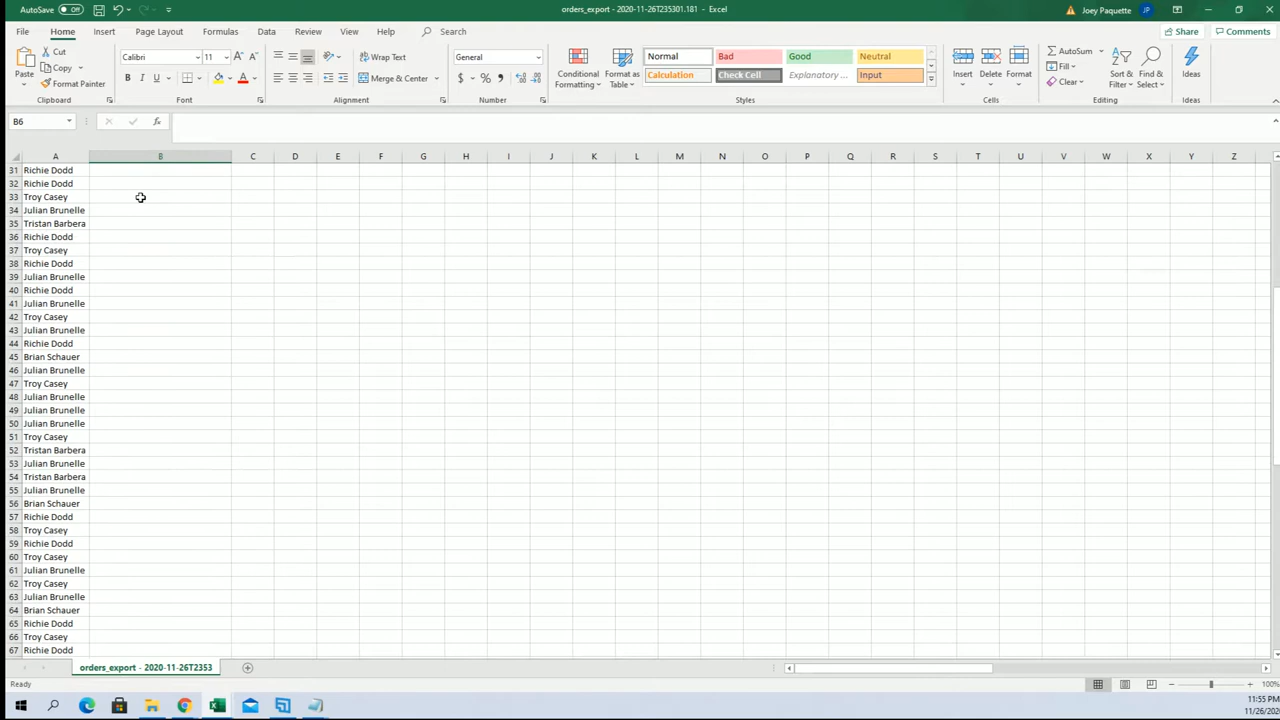 AutoSave Off orders_export - 2020-11-26T235301.181 - Excel Joey Paquette JP
File Home Insert Page Layout Formulas Data Review View Help Search Share Comments
Paste Cut Copy Format Painter Clipboard
Calibri 11 B I U A Font
Wrap Text Merge & Center Alignment
General $ % Number
Conditional Formatting Format as Table
Normal Bad Good Neutral
Calculation Check Cell Explanatory ... Input
Styles
Insert Delete Format Cells
AutoSum Fill Clear Sort & Filter Find & Select Editing
Ideas Ideas
B6 fx
A B C D E F G H I J K L M N O P Q R S T U V W X Y Z
31 Richie Dodd
32 Richie Dodd
33 Troy Casey
34 Julian Brunelle
35 Tristan Barbera
36 Richie Dodd
37 Troy Casey
38 Richie Dodd
39 Julian Brunelle
40 Richie Dodd
41 Julian Brunelle
42 Troy Casey
43 Julian Brunelle
44 Richie Dodd
45 Brian Schauer
46 Julian Brunelle
47 Troy Casey
48 Julian Brunelle
49 Julian Brunelle
50 Julian Brunelle
51 Troy Casey
52 Tristan Barbera
53 Julian Brunelle
54 Tristan Barbera
55 Julian Brunelle
56 Brian Schauer
57 Richie Dodd
58 Troy Casey
59 Richie Dodd
60 Troy Casey
61 Julian Brunelle
62 Troy Casey
63 Julian Brunelle
64 Brian Schauer
65 Richie Dodd
66 Troy Casey
67 Richie Dodd
orders_export - 2020-11-26T2353
Ready 100%
11:55 PM
11/26/202